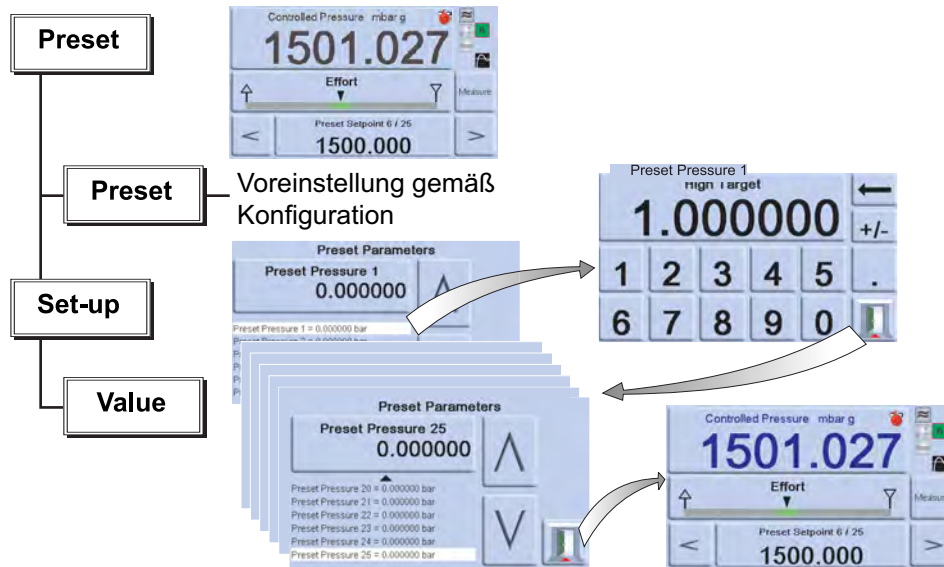 Preset
Controlled Pressure mbar g
1501.027
Effort
Measure
<
Preset Setpoint 6 / 25
1500.000
>
Preset
Voreinstellung gemäß
Konfiguration
Preset Parameters
Preset Pressure 1
0.000000
Preset Pressure 1 = 0.000000 bar
Set-up
Value
Preset Pressure 1
High Target
1.000000
+/-
1 2 3 4 5 .
6 7 8 9 0
Preset Parameters
Preset Pressure 25
0.000000
Preset Pressure 20 = 0.000000 bar
Preset Pressure 21 = 0.000000 bar
Preset Pressure 22 = 0.000000 bar
Preset Pressure 23 = 0.000000 bar
Preset Pressure 24 = 0.000000 bar
Preset Pressure 25 = 0.000000 bar
Controlled Pressure mbar g
1501.027
Effort
Measure
<
Preset Setpoint 6 / 25
1500.000
>